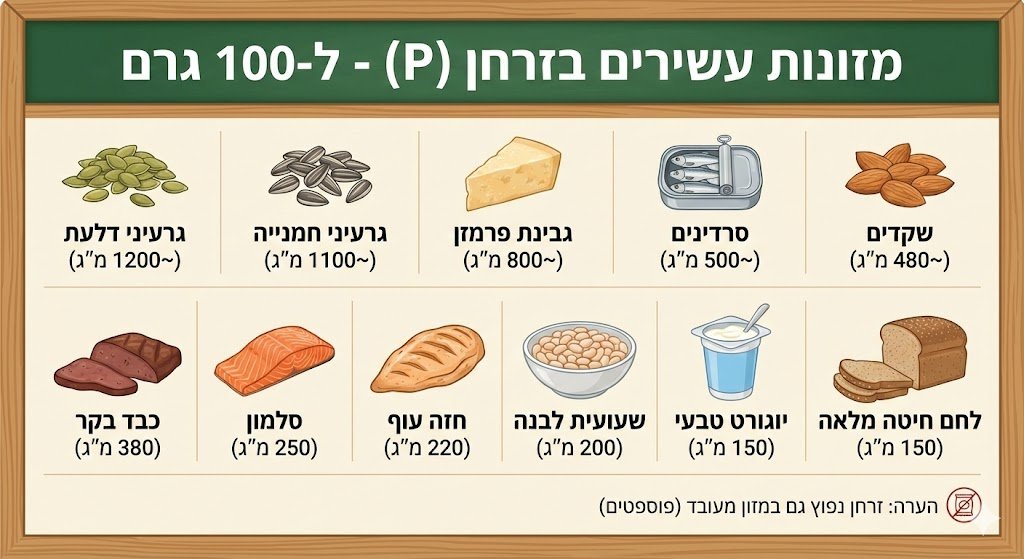 מזונות עשירים בזרחן (P) - ל-100 גרם
שקדים
(~480 מ"ג)
סרדינים
(~500 מ"ג)
גבינת פרמזן
(~800 מ"ג)
גרעיני חמנייה
(~1100 מ"ג)
גרעיני דלעת
(~1200 מ"ג)
לחם חיטה מלאה
(150 מ"ג)
יוגורט טבעי
(150 מ"ג)
שעועית לבנה
(200 מ"ג)
חזה עוף
(220 מ"ג)
סלמון
(250 מ"ג)
כבד בקר
(380 מ"ג)
הערה: זרחן נפוץ גם במזון מעובד (פוספטים)